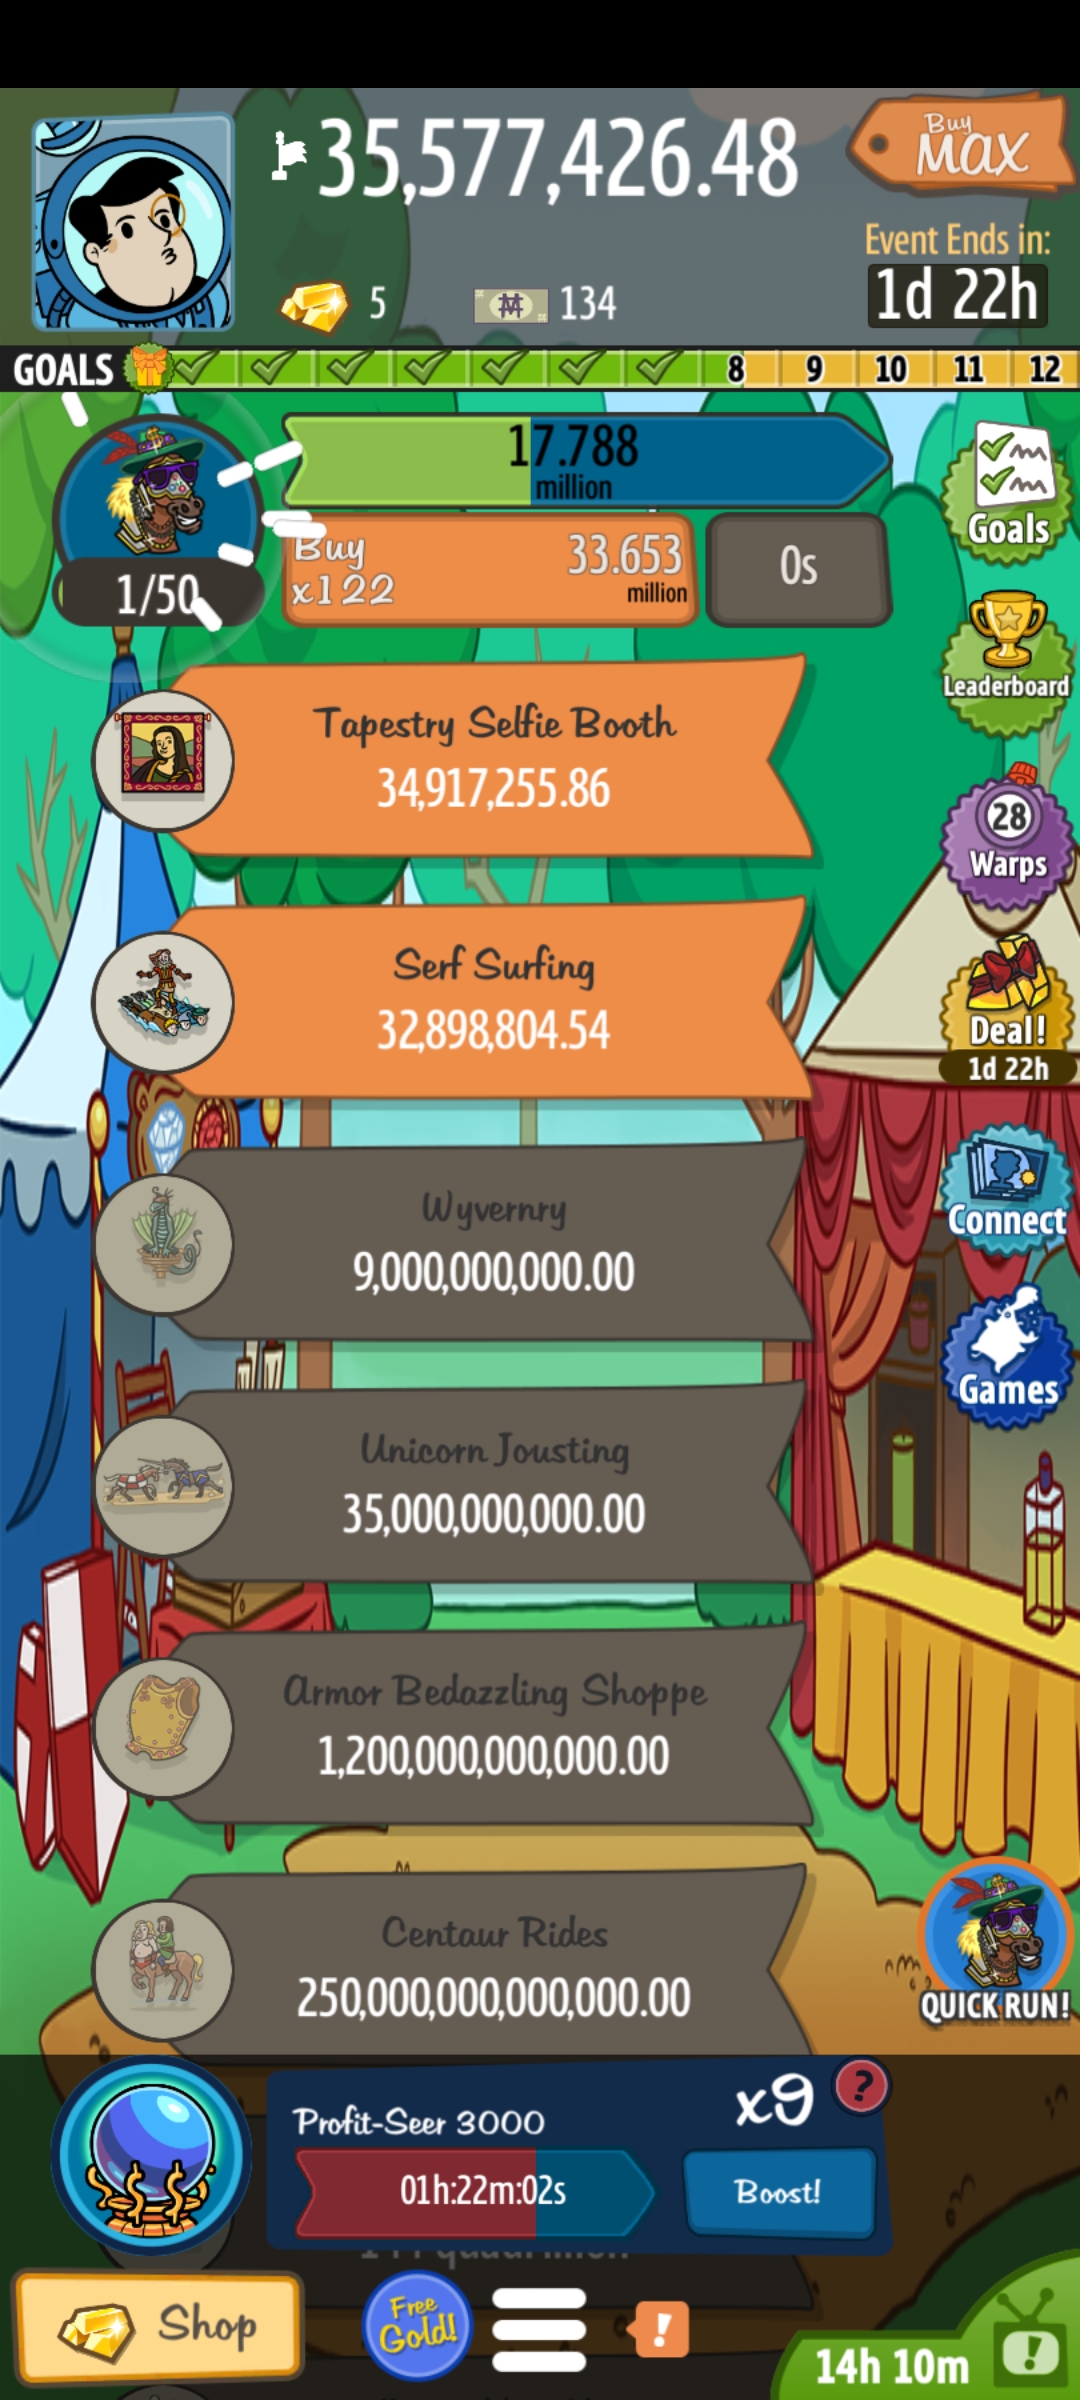 35,577,426.48
Buy
MAX
Event Ends in:
1d 22h
5
134
GOALS
8
9
10
11
12
17.788
million
1/50
Buy
x122
33.653
million
0s
Goals
Leaderboard
Tapestry Selfie Booth
34,917,255.86
28
Warps
Serf Surfing
32,898,804.54
Deal!
1d 22h
Wyvernry
9,000,000,000.00
Connect
Unicorn Jousting
35,000,000,000.00
Games
Armor Bedazzling Shoppe
1,200,000,000,000.00
Centaur Rides
250,000,000,000,000.00
QUICK RUN!
Profit-Seer 3000
x9
?
01h:22m:02s
Boost!
Shop
Free
Gold!
!
14h 10m
!